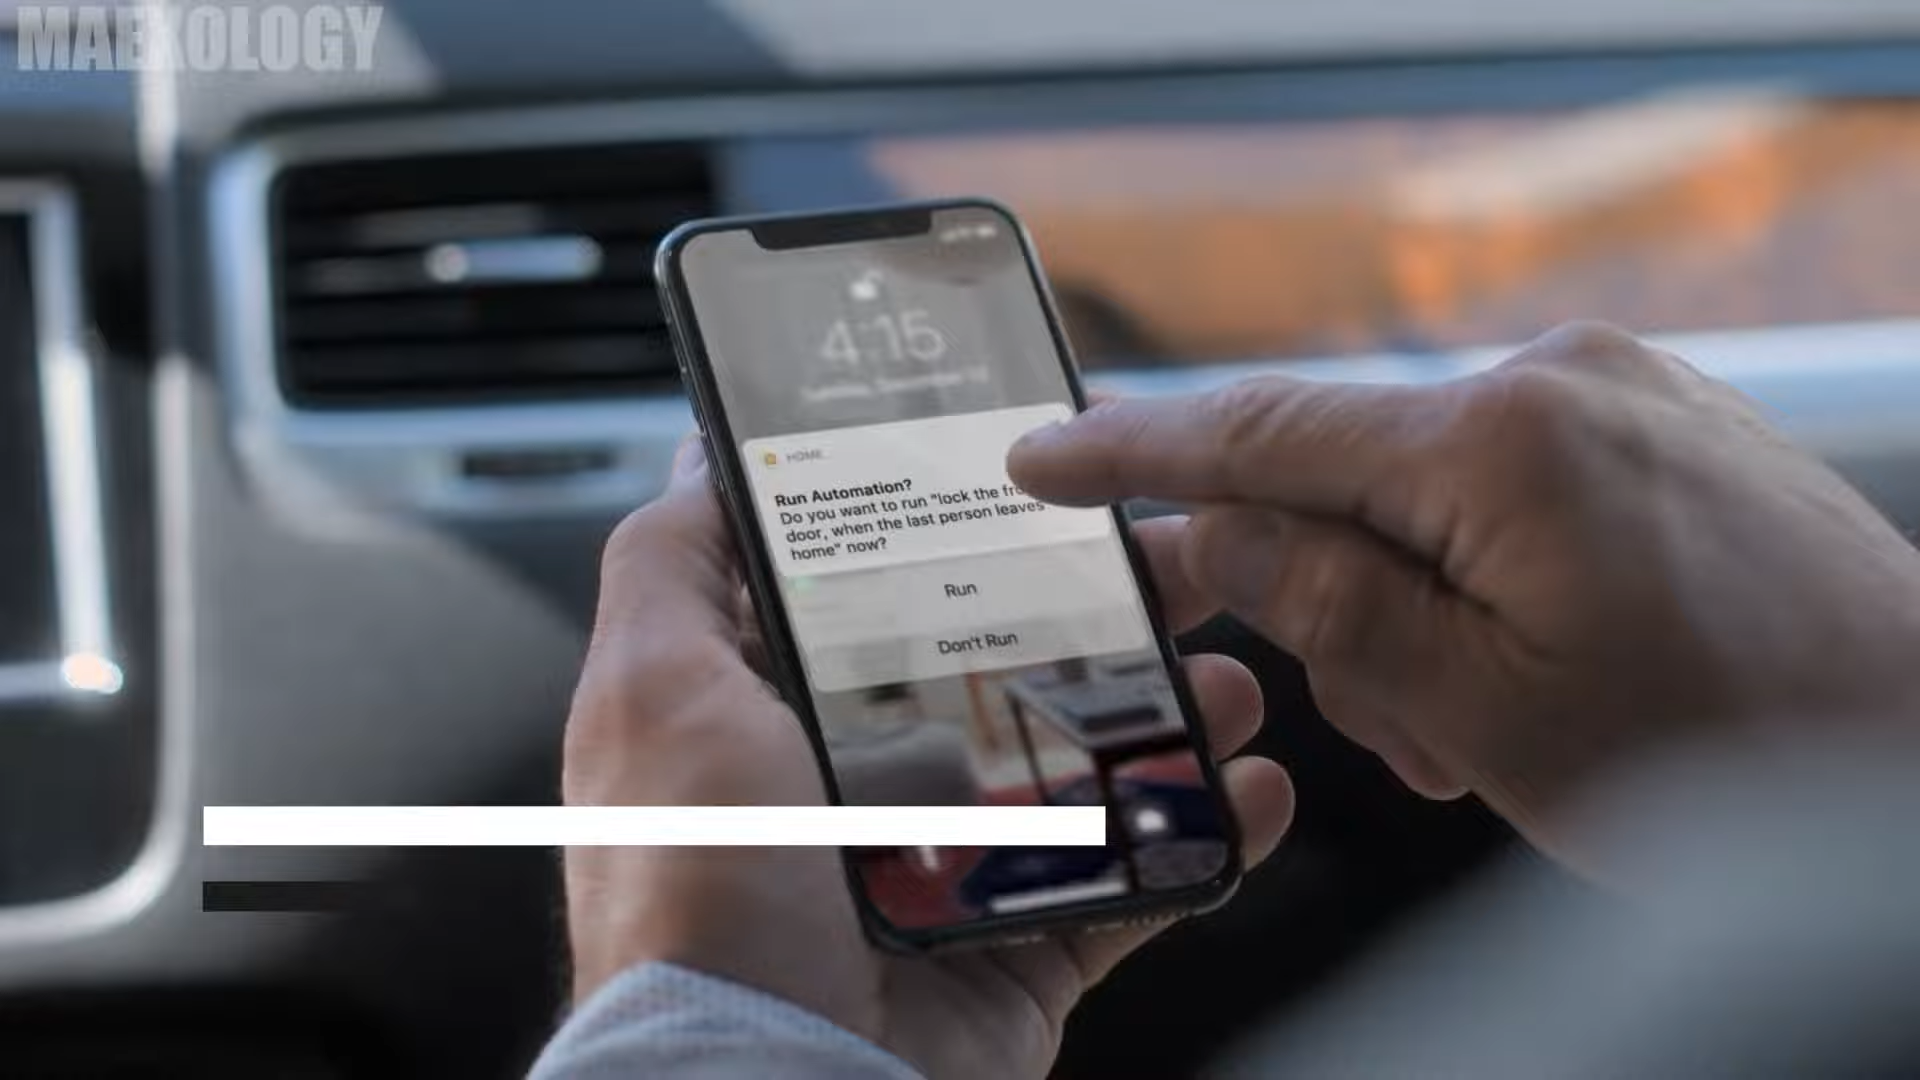 MAEKOLOGY
4:15
HOME
Run Automation?
Do you want to run "lock the
door, when the last person leaves
home" now?
Run
Don't Run